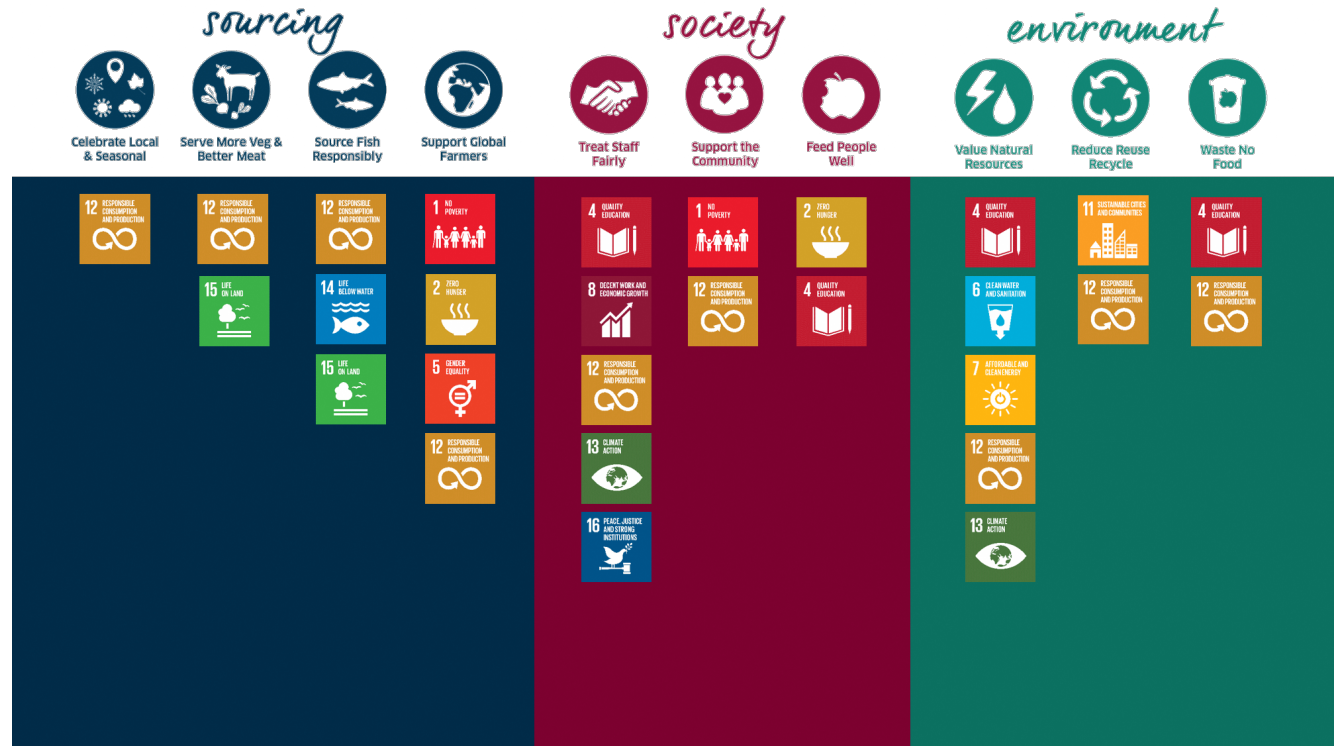 sourcing
society
environment
Celebrate Local
& Seasonal
Serve More Veg &
Better Meat
Source Fish
Responsibly
Support Global
Farmers
Treat Staff
Fairly
Support the
Community
Feed People
Well
Value Natural
Resources
Reduce Reuse
Recycle
Waste No
Food
12 RESPONSIBLE
CONSUMPTION
AND PRODUCTION
12 RESPONSIBLE
CONSUMPTION
AND PRODUCTION
15 LIFE
ON LAND
12 RESPONSIBLE
CONSUMPTION
AND PRODUCTION
14 LIFE
BELOW WATER
15 LIFE
ON LAND
1 NO
POVERTY
2 ZERO
HUNGER
5 GENDER
EQUALITY
12 RESPONSIBLE
CONSUMPTION
AND PRODUCTION
4 QUALITY
EDUCATION
8 DECENT WORK AND
ECONOMIC GROWTH
12 RESPONSIBLE
CONSUMPTION
AND PRODUCTION
13 CLIMATE
ACTION
16 PEACE, JUSTICE
AND STRONG
INSTITUTIONS
1 NO
POVERTY
12 RESPONSIBLE
CONSUMPTION
AND PRODUCTION
2 ZERO
HUNGER
4 QUALITY
EDUCATION
4 QUALITY
EDUCATION
6 CLEAN WATER
AND SANITATION
7 AFFORDABLE AND
CLEAN ENERGY
12 RESPONSIBLE
CONSUMPTION
AND PRODUCTION
13 CLIMATE
ACTION
11 SUSTAINABLE CITIES
AND COMMUNITIES
12 RESPONSIBLE
CONSUMPTION
AND PRODUCTION
4 QUALITY
EDUCATION
12 RESPONSIBLE
CONSUMPTION
AND PRODUCTION